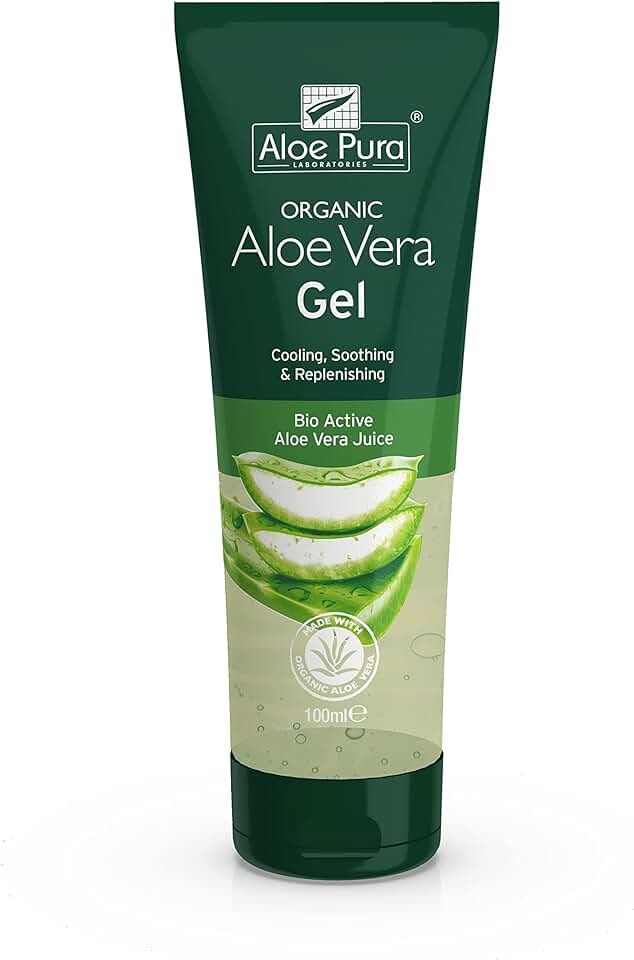 Aloe Pura ®
LABORATORIES
ORGANIC
Aloe Vera
Gel
Cooling, Soothing
& Replenishing
Bio Active
Aloe Vera Juice
MADE WITH
ORGANIC ALOE VERA
100ml℮